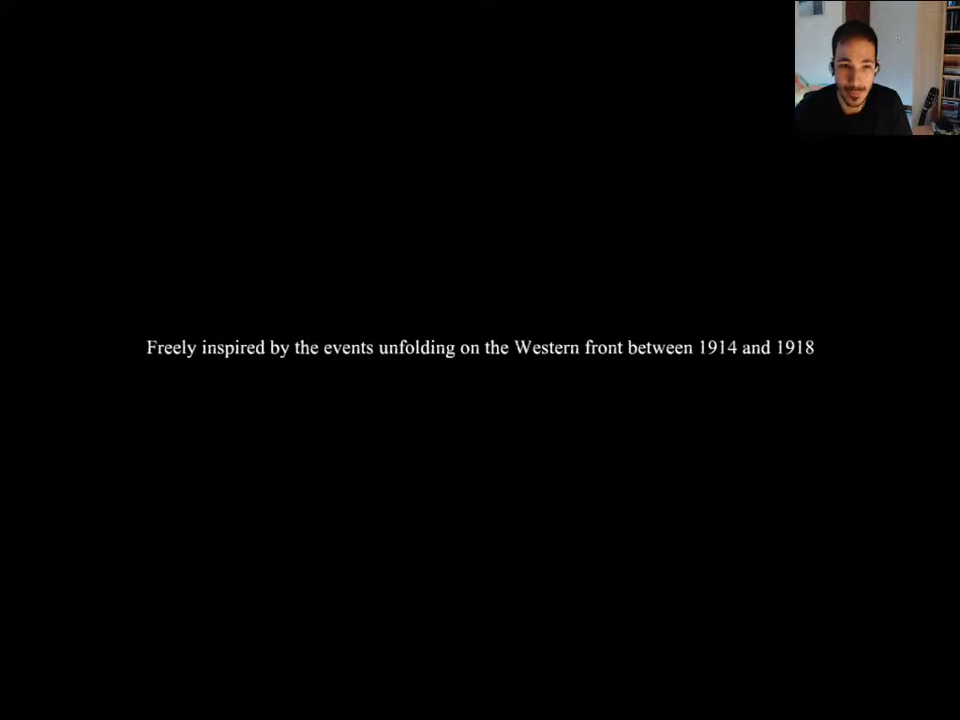 Freely inspired by the events unfolding on the Western front between 1914 and 1918